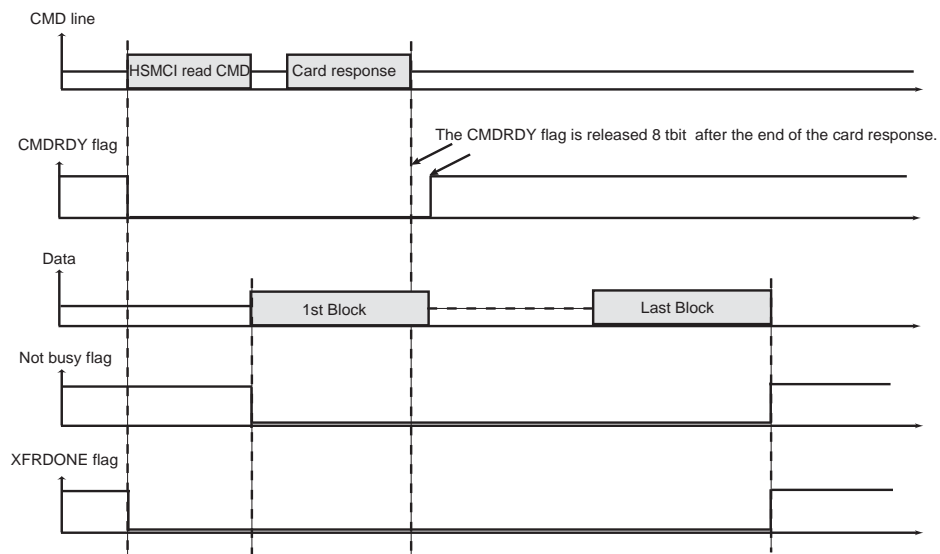 CMD line
HSMCI read CMD
Card response
The CMDRDY flag is released 8 tbit after the end of the card response.
CMDRDY flag
Data
1st Block
Last Block
Not busy flag
XFRDONE flag